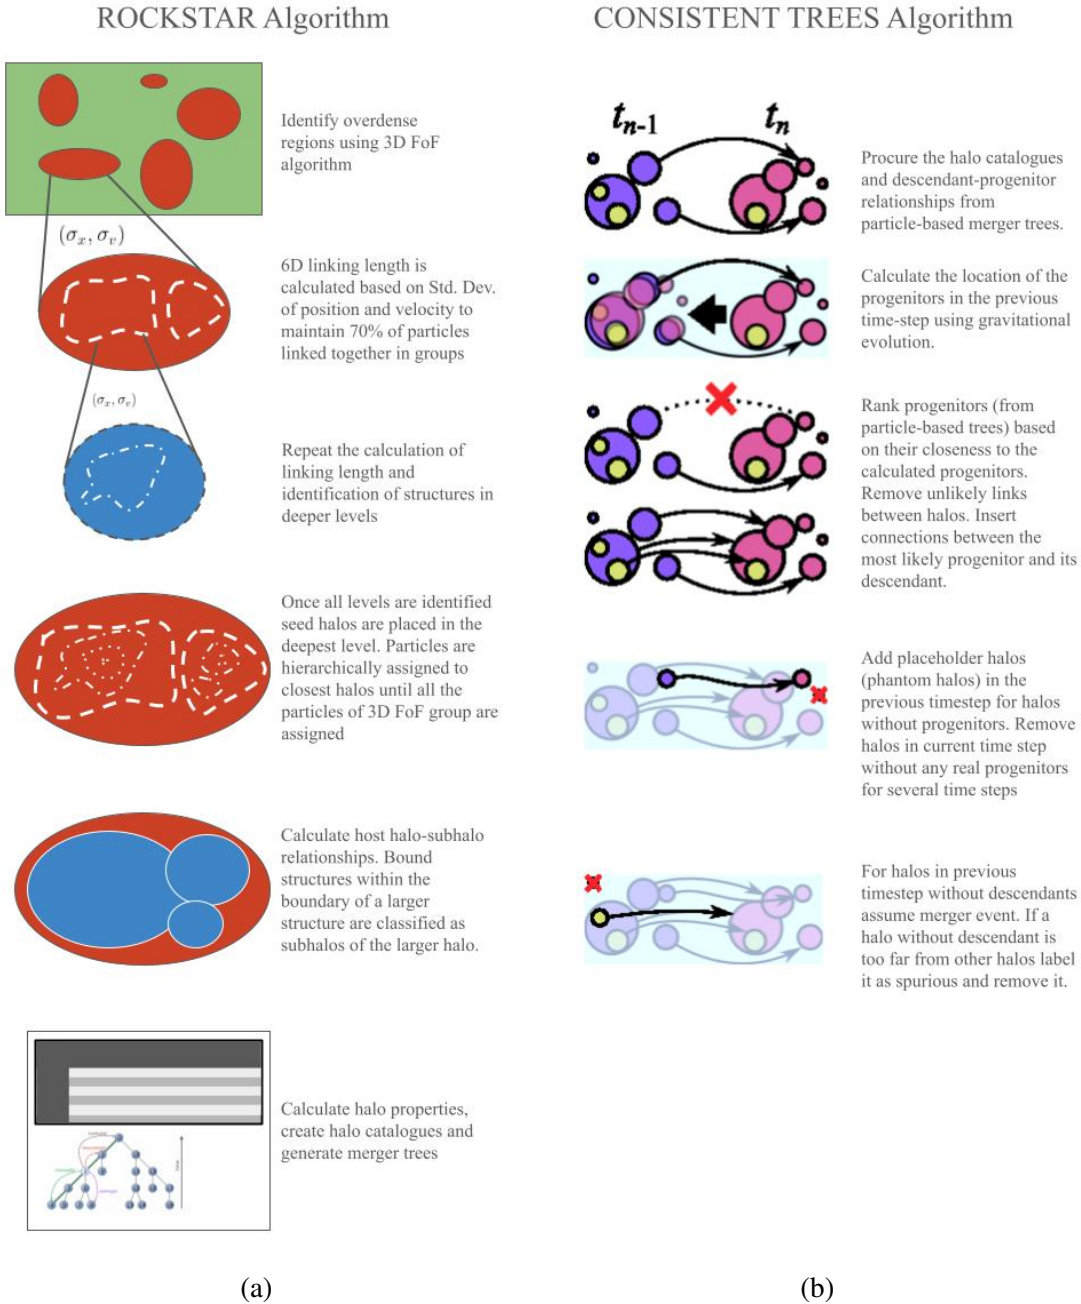 ROCKSTAR Algorithm
Identify overdense
regions using 3D FoF
algorithm
(σ_x, σ_v)
6D linking length is
calculated based on Std. Dev.
of position and velocity to
maintain 70% of particles
linked together in groups
(σ_x, σ_v)
Repeat the calculation of
linking length and
identification of structures in
deeper levels
Once all levels are identified
seed halos are placed in the
deepest level. Particles are
hierarchically assigned to
closest halos until all the
particles of 3D FoF group are
assigned
Calculate host halo-subhalo
relationships. Bound
structures within the
boundary of a larger
structure are classified as
subhalos of the larger halo.
Calculate halo properties,
create halo catalogues and
generate merger trees
(a)
CONSISTENT TREES Algorithm
t_{n-1} t_n
Procure the halo catalogues
and descendant-progenitor
relationships from
particle-based merger trees.
Calculate the location of the
progenitors in the previous
time-step using gravitational
evolution.
Rank progenitors (from
particle-based trees) based
on their closeness to the
calculated progenitors.
Remove unlikely links
between halos. Insert
connections between the
most likely progenitor and its
descendant.
Add placeholder halos
(phantom halos) in the
previous timestep for halos
without progenitors. Remove
halos in current time step
without any real progenitors
for several time steps
For halos in previous
timestep without descendants
assume merger event. If a
halo without descendant is
too far from other halos label
it as spurious and remove it.
(b)